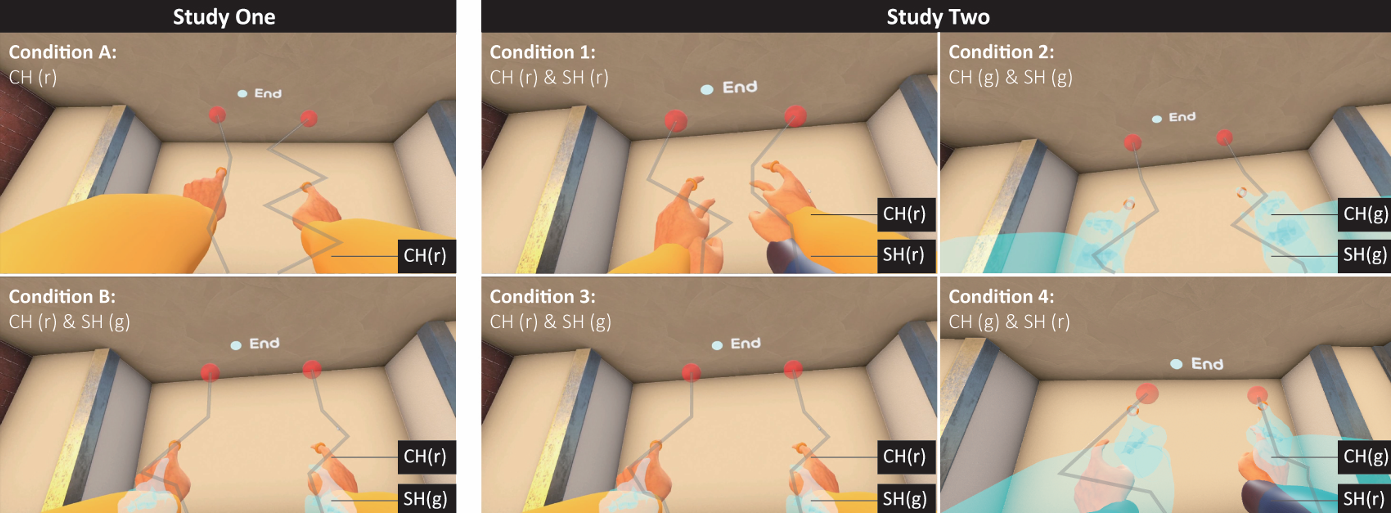 Study One
Study Two
Condition A:
CH (r)
End
CH(r)
Condition 1:
CH (r) & SH (r)
End
CH(r)
SH(r)
Condition 2:
CH (g) & SH (g)
End
CH(g)
SH(g)
Condition B:
CH (r) & SH (g)
End
CH(r)
SH(g)
Condition 3:
CH (r) & SH (g)
End
CH(r)
SH(g)
Condition 4:
CH (g) & SH (r)
End
CH(g)
SH(r)